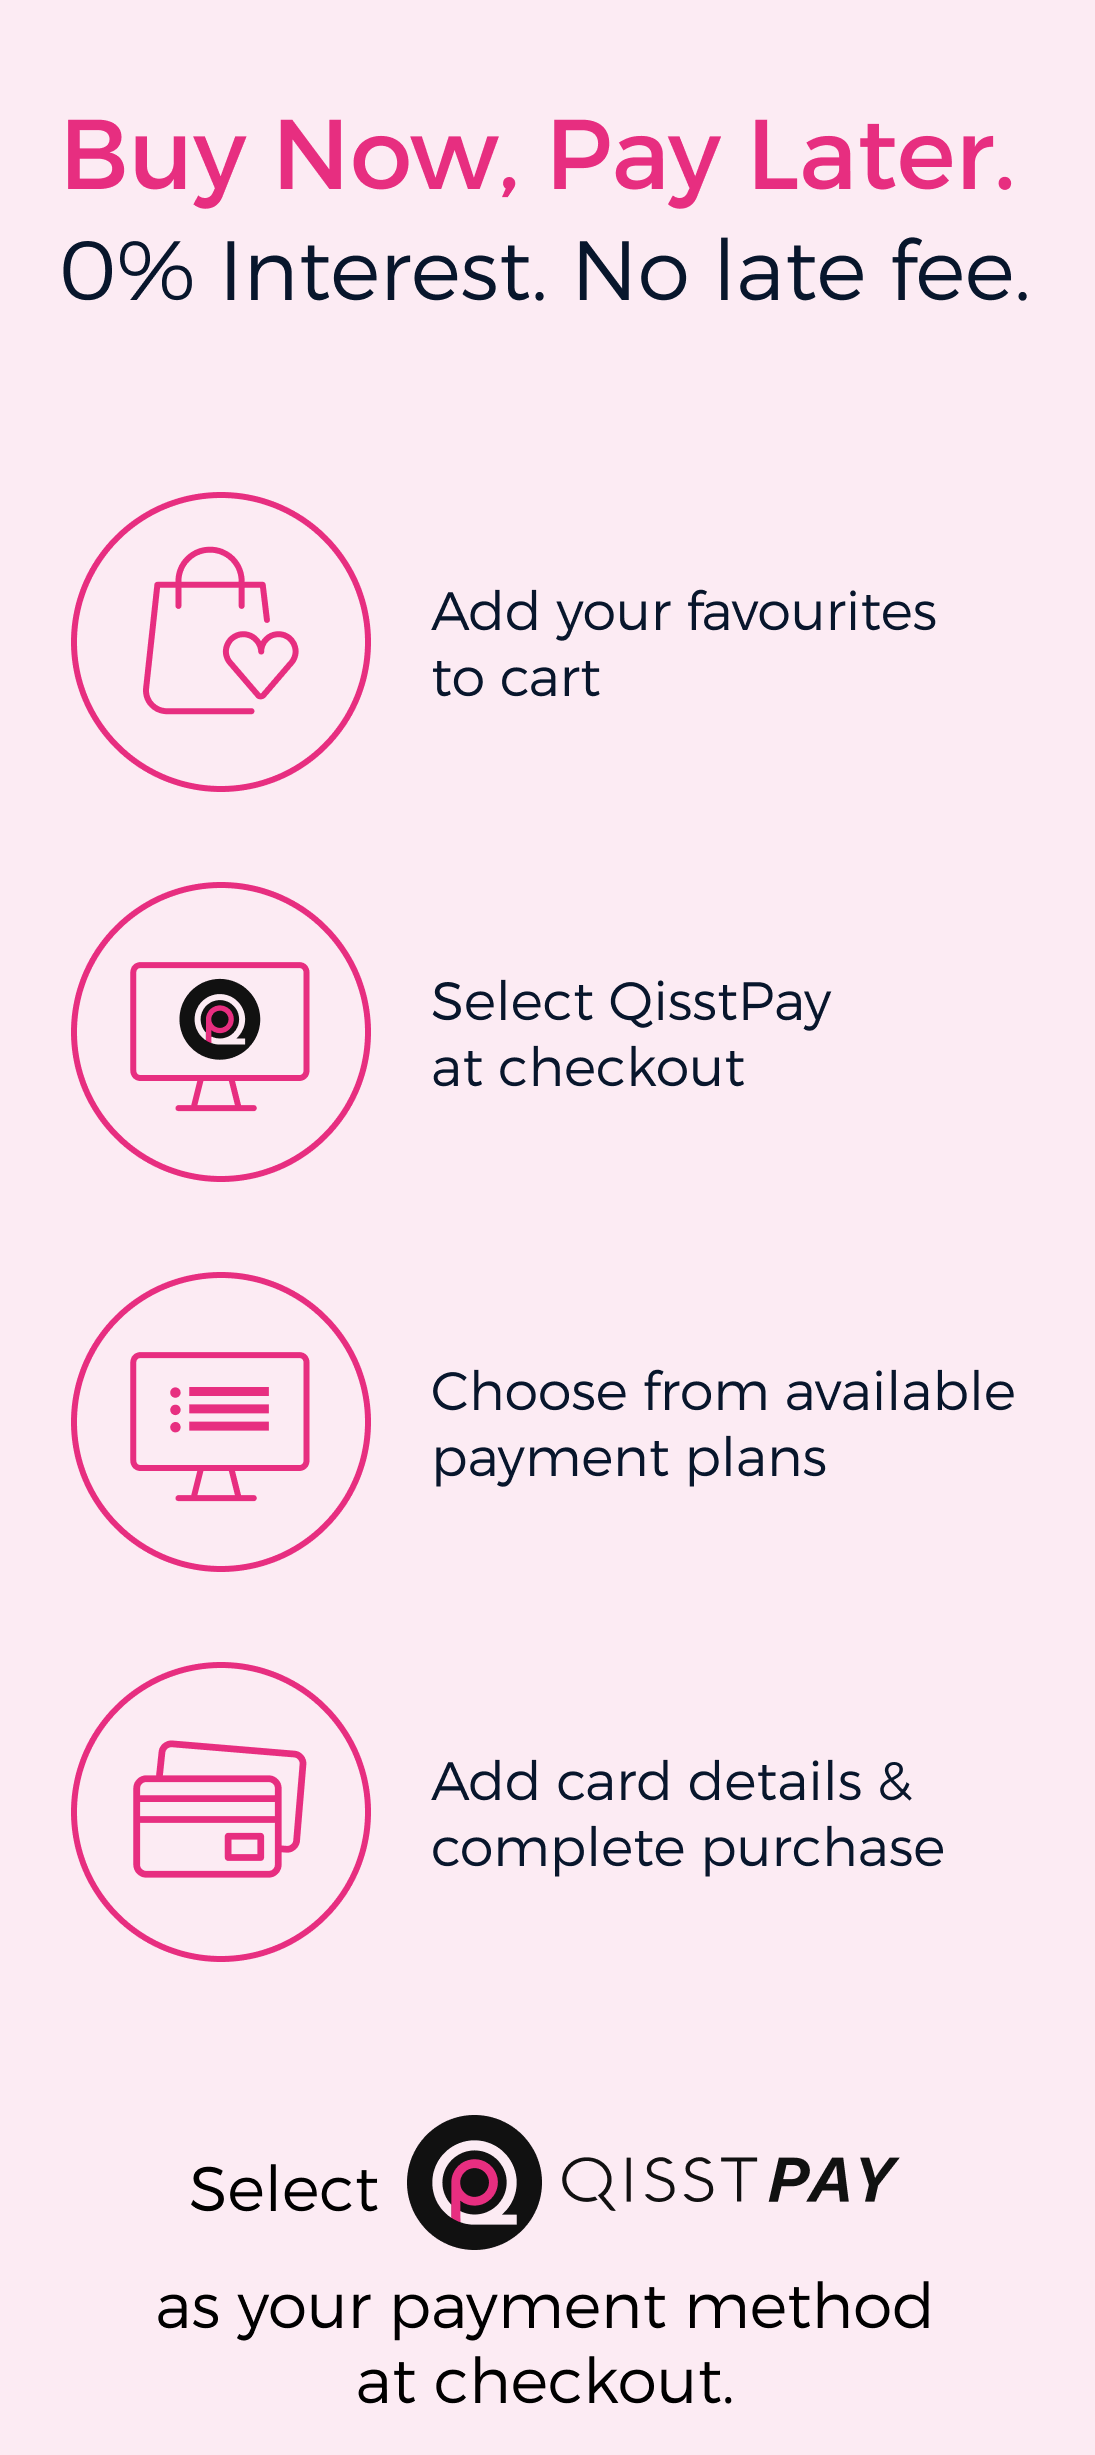 Buy Now, Pay Later.
0% Interest. No late fee.
Add your favourites
to cart
Select QisstPay
at checkout
Choose from available
payment plans
Add card details &
complete purchase
Select QISSTPAY
as your payment method
at checkout.